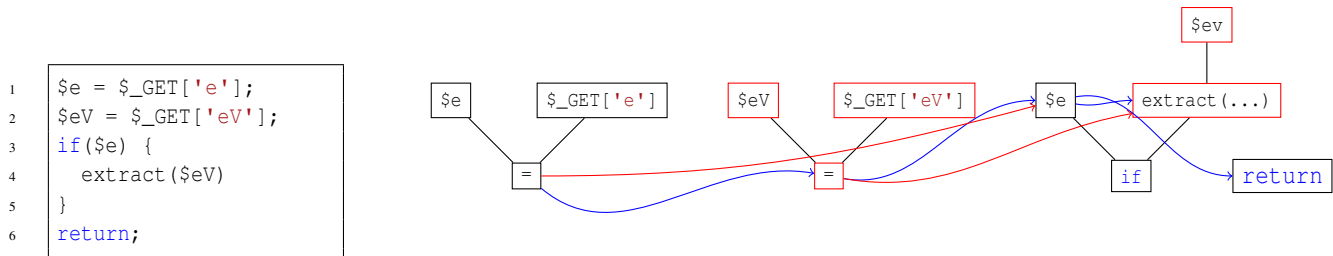 1 $e = $_GET['e'];
2 $eV = $_GET['eV'];
3 if($e) {
4 extract($eV)
5 }
6 return;
$ev
$e
$_GET['e']
$eV
$_GET['eV']
$e
extract(...)
=
=
if
return